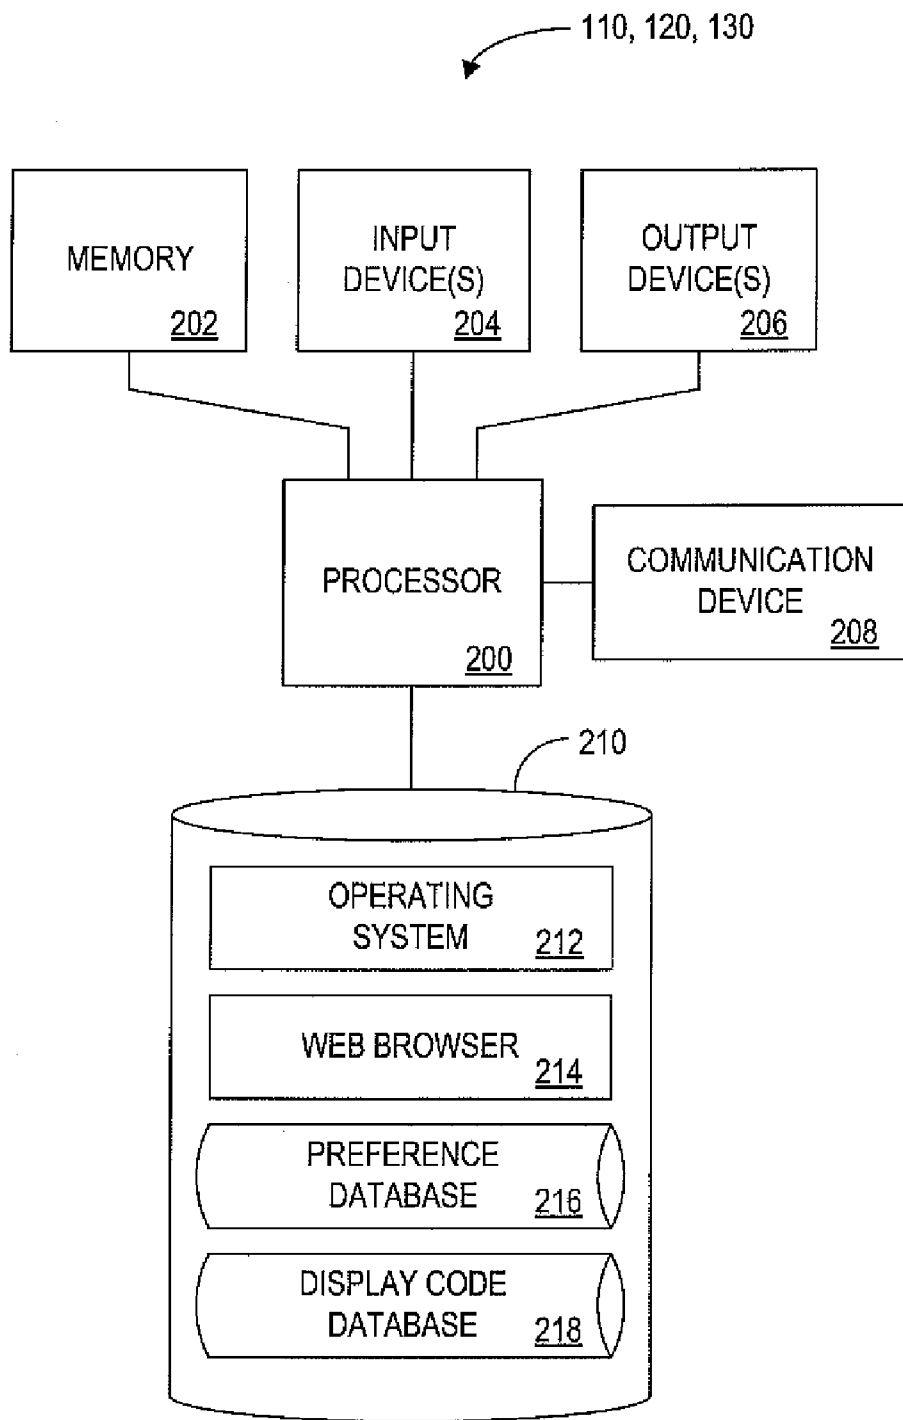 110, 120, 130
MEMORY
202
INPUT
DEVICE(S)
204
OUTPUT
DEVICE(S)
206
PROCESSOR
200
COMMUNICATION
DEVICE
208
210
OPERATING
SYSTEM
212
WEB BROWSER
214
PREFERENCE
DATABASE
216
DISPLAY CODE
DATABASE
218